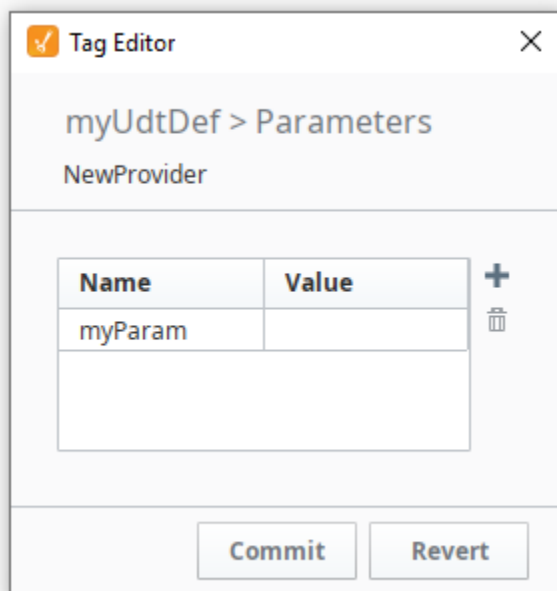 Tag Editor
myUdtDef > Parameters
NewProvider
Name Value
myParam
Commit Revert